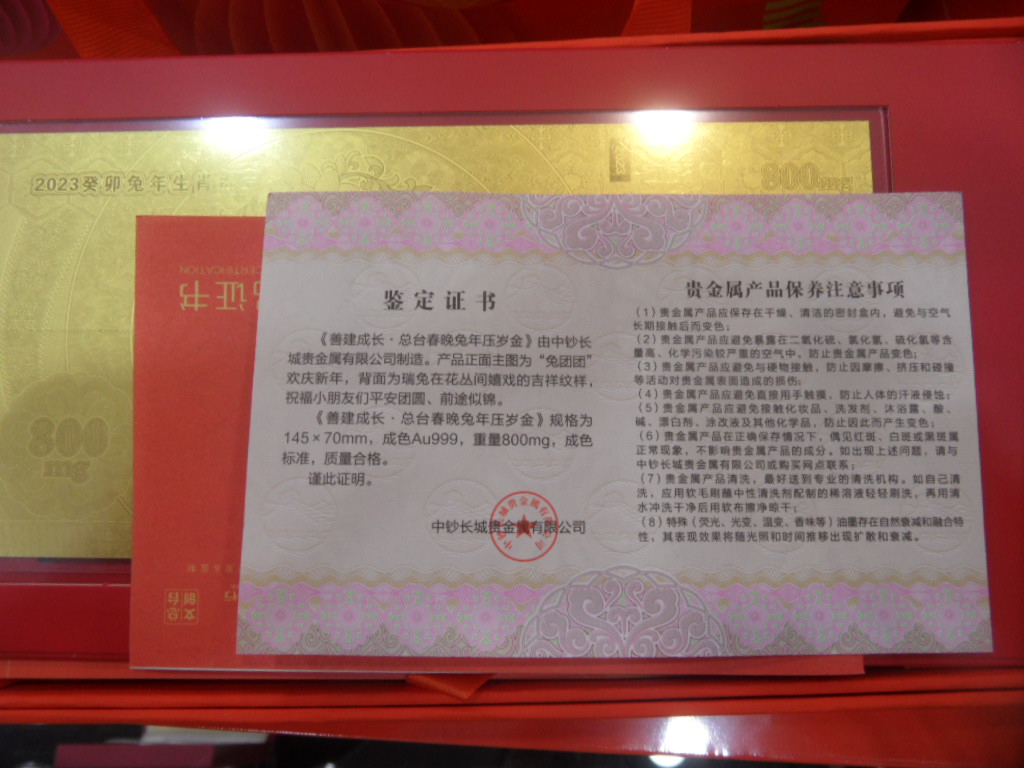 2023癸卯兔年生肖
800mg
800
mg
证书
CERTIFICATION
鉴定证书
《善建成长·总台春晚兔年压岁金》由中钞长
城贵金属有限公司制造。产品正面主图为“兔团团”
欢庆新年，背面为瑞兔在花丛间嬉戏的吉祥纹样，
祝福小朋友们平安团圆、前途似锦。
《善建成长·总台春晚兔年压岁金》规格为
145×70mm，成色Au999，重量800mg，成色
标准，质量合格。
谨此证明。
中钞长城贵金属有限公司
贵金属产品保养注意事项
(1) 贵金属产品应保存在干燥、清洁的密封盒内，避免与空气
长期接触后而变色；
(2) 贵金属产品应避免暴露在二氧化硫、氯化氢、硫化氢等含
量高、化学污染较严重的空气中，防止贵金属产品变色；
(3) 贵金属产品应避免与硬物接触，防止因摩擦、挤压和碰撞
等活动对贵金属表面造成的损伤；
(4) 贵金属产品应避免直接用手触摸，防止人体的汗液侵蚀；
(5) 贵金属产品应避免接触化妆品、洗发剂、沐浴露、酸、
碱、漂白剂、涂改液及其他化学品，防止因此而产生变色；
(6) 贵金属产品在正确保存情况下，偶见红斑、白斑或黑斑属
正常现象，不影响贵金属产品的成分。如出现上述问题，请与
中钞长城贵金属有限公司或购买网点联系；
(7) 贵金属产品清洗，最好送到专业的清洗机构。如自己清
洗，应用软毛刷蘸中性清洗剂配制的稀溶液轻轻刷洗，再用清
水冲洗干净后用软布擦净晾干；
(8) 特殊（荧光、光变、温变、香味等）油墨存在自然衰减和融合特
性，其表现效果将随光照和时间推移出现扩散和衰减。